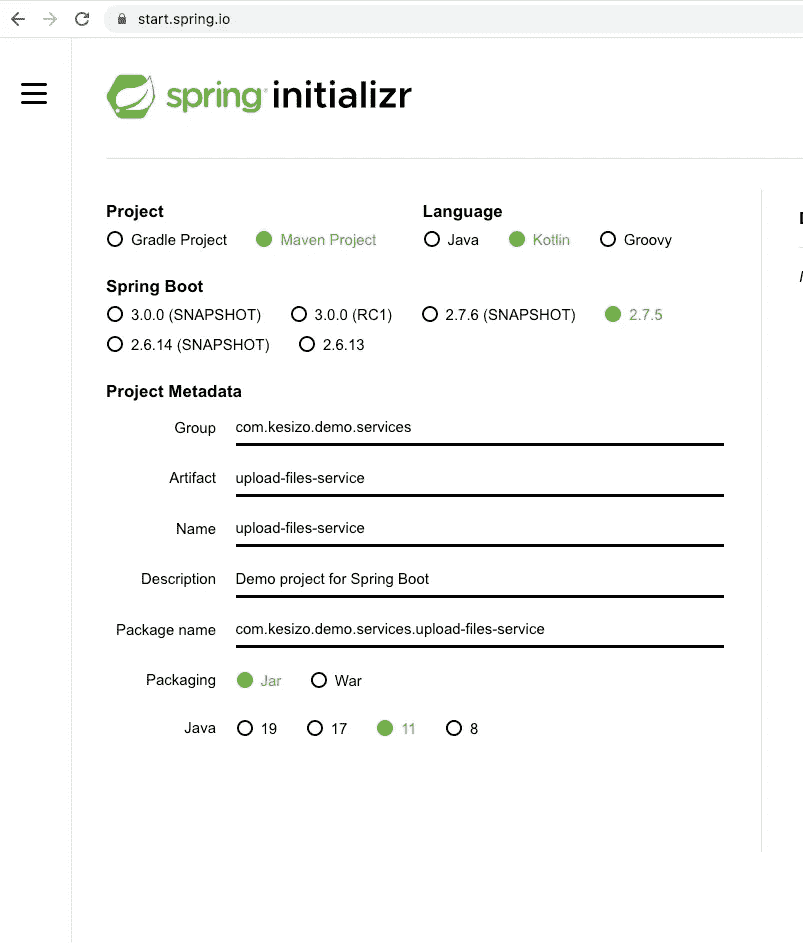 start.spring.io
spring initializr
Project
Language
Gradle Project Maven Project
Java Kotlin Groovy
Spring Boot
3.0.0 (SNAPSHOT) 3.0.0 (RC1) 2.7.6 (SNAPSHOT) 2.7.5
2.6.14 (SNAPSHOT) 2.6.13
Project Metadata
Group com.kesizo.demo.services
Artifact upload-files-service
Name upload-files-service
Description Demo project for Spring Boot
Package name com.kesizo.demo.services.upload-files-service
Packaging Jar War
Java 19 17 11 8